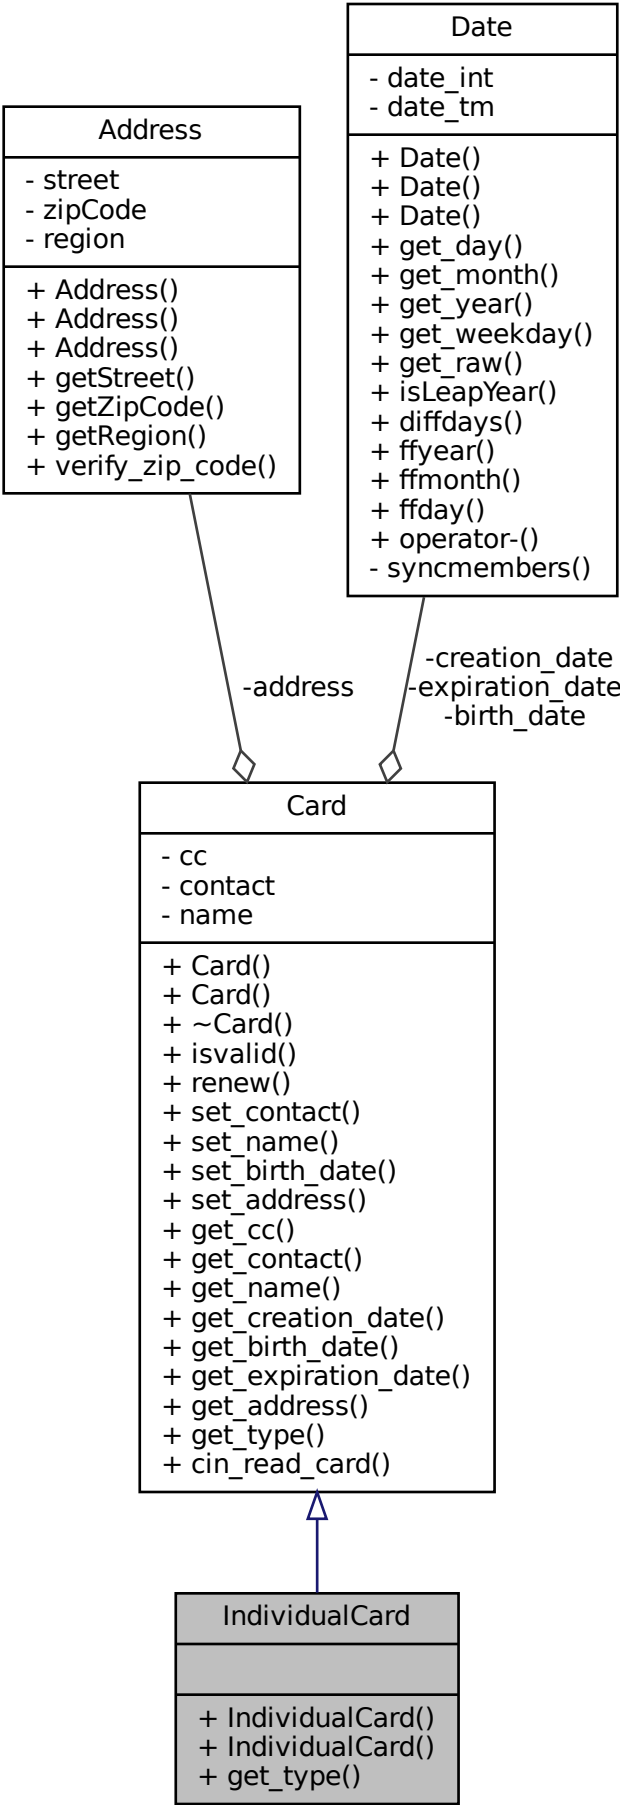 Date
- date_int
- date_tm
+ Date()
+ Date()
+ Date()
+ get_day()
+ get_month()
+ get_year()
+ get_weekday()
+ get_raw()
+ isLeapYear()
+ diffdays()
+ ffyear()
+ ffmonth()
+ ffday()
+ operator-()
- syncmembers()
Address
- street
- zipCode
- region
+ Address()
+ Address()
+ Address()
+ getStreet()
+ getZipCode()
+ getRegion()
+ verify_zip_code()
-address
-creation_date
-expiration_date
-birth_date
Card
- cc
- contact
- name
+ Card()
+ Card()
+ ~Card()
+ isvalid()
+ renew()
+ set_contact()
+ set_name()
+ set_birth_date()
+ set_address()
+ get_cc()
+ get_contact()
+ get_name()
+ get_creation_date()
+ get_birth_date()
+ get_expiration_date()
+ get_address()
+ get_type()
+ cin_read_card()
IndividualCard
+ IndividualCard()
+ IndividualCard()
+ get_type()